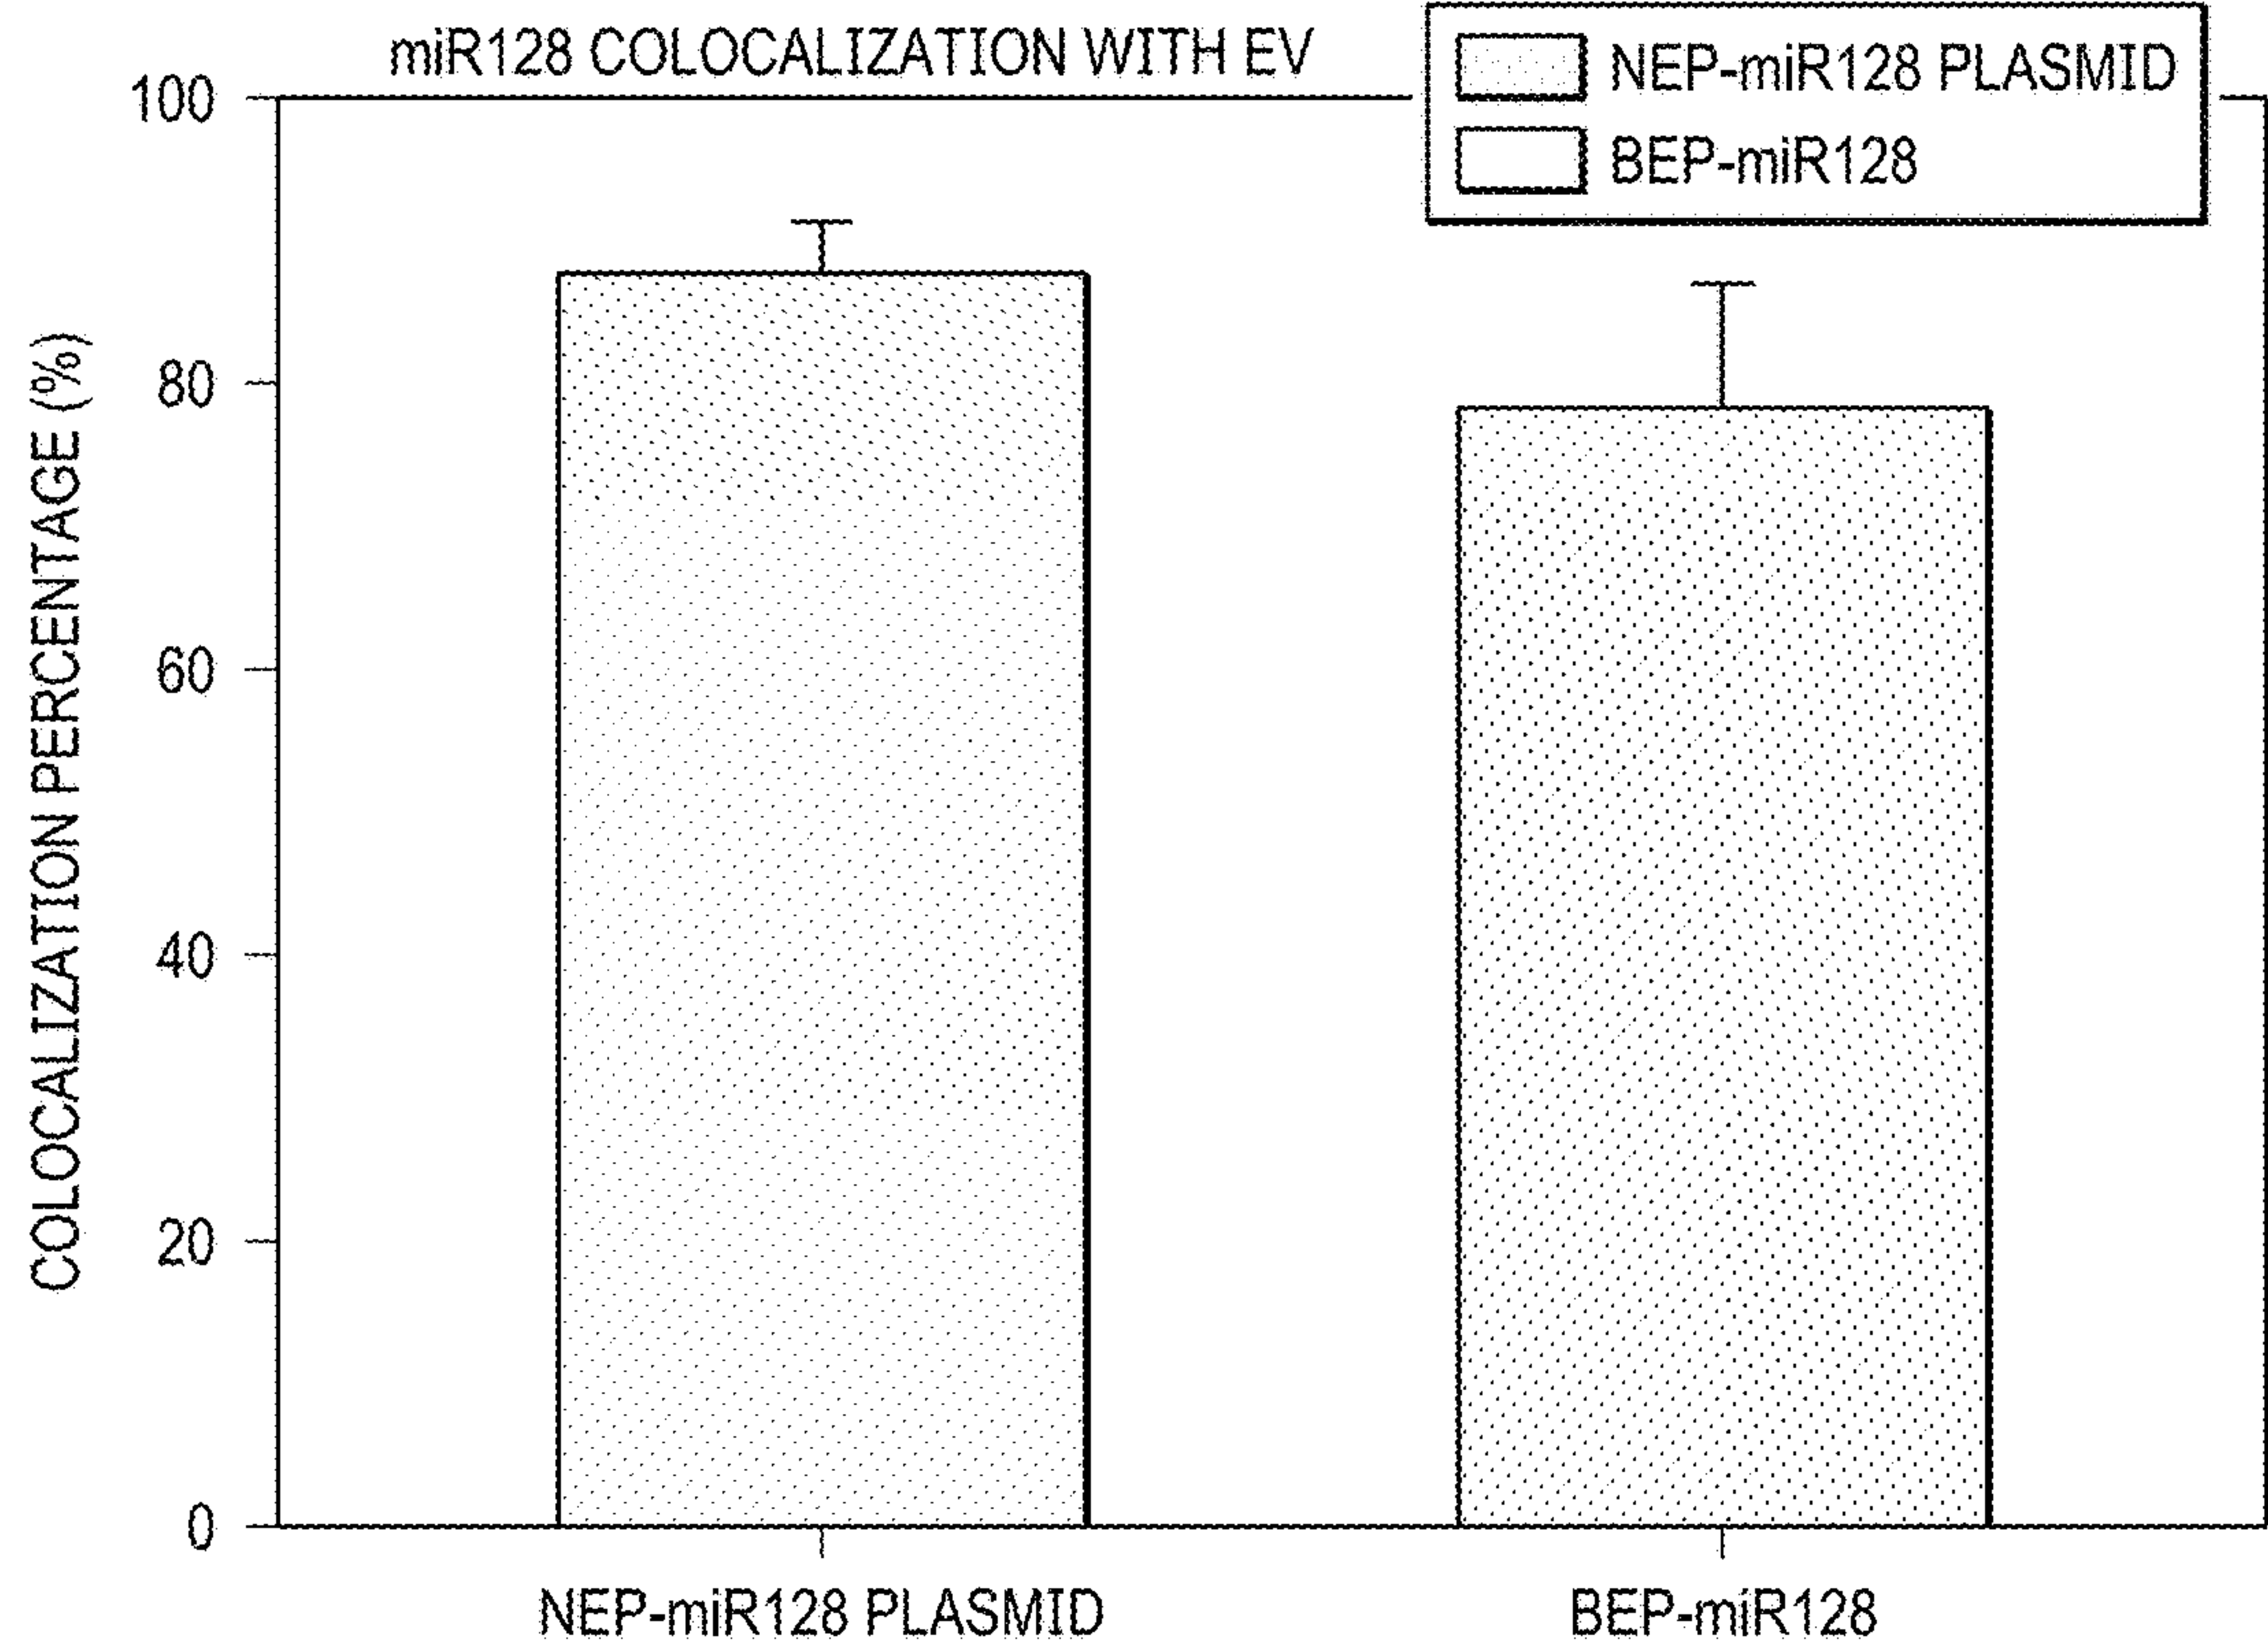 miR128 COLOCALIZATION WITH EV
NEP-miR128 PLASMID
BEP-miR128
COLOCALIZATION PERCENTAGE (%)
100
80
60
40
20
0
NEP-miR128 PLASMID
BEP-miR128